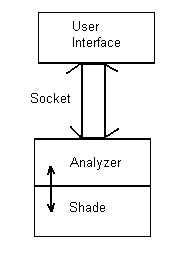 User
Interface
Socket
Analyzer
Shade